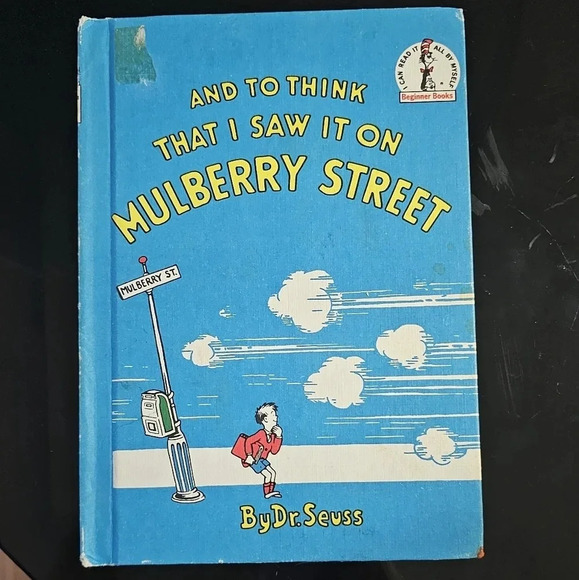 AND TO THINK
THAT I SAW IT ON
MULBERRY STREET
I CAN READ IT ALL BY MYSELF
Beginner Books
MULBERRY ST.
By Dr. Seuss